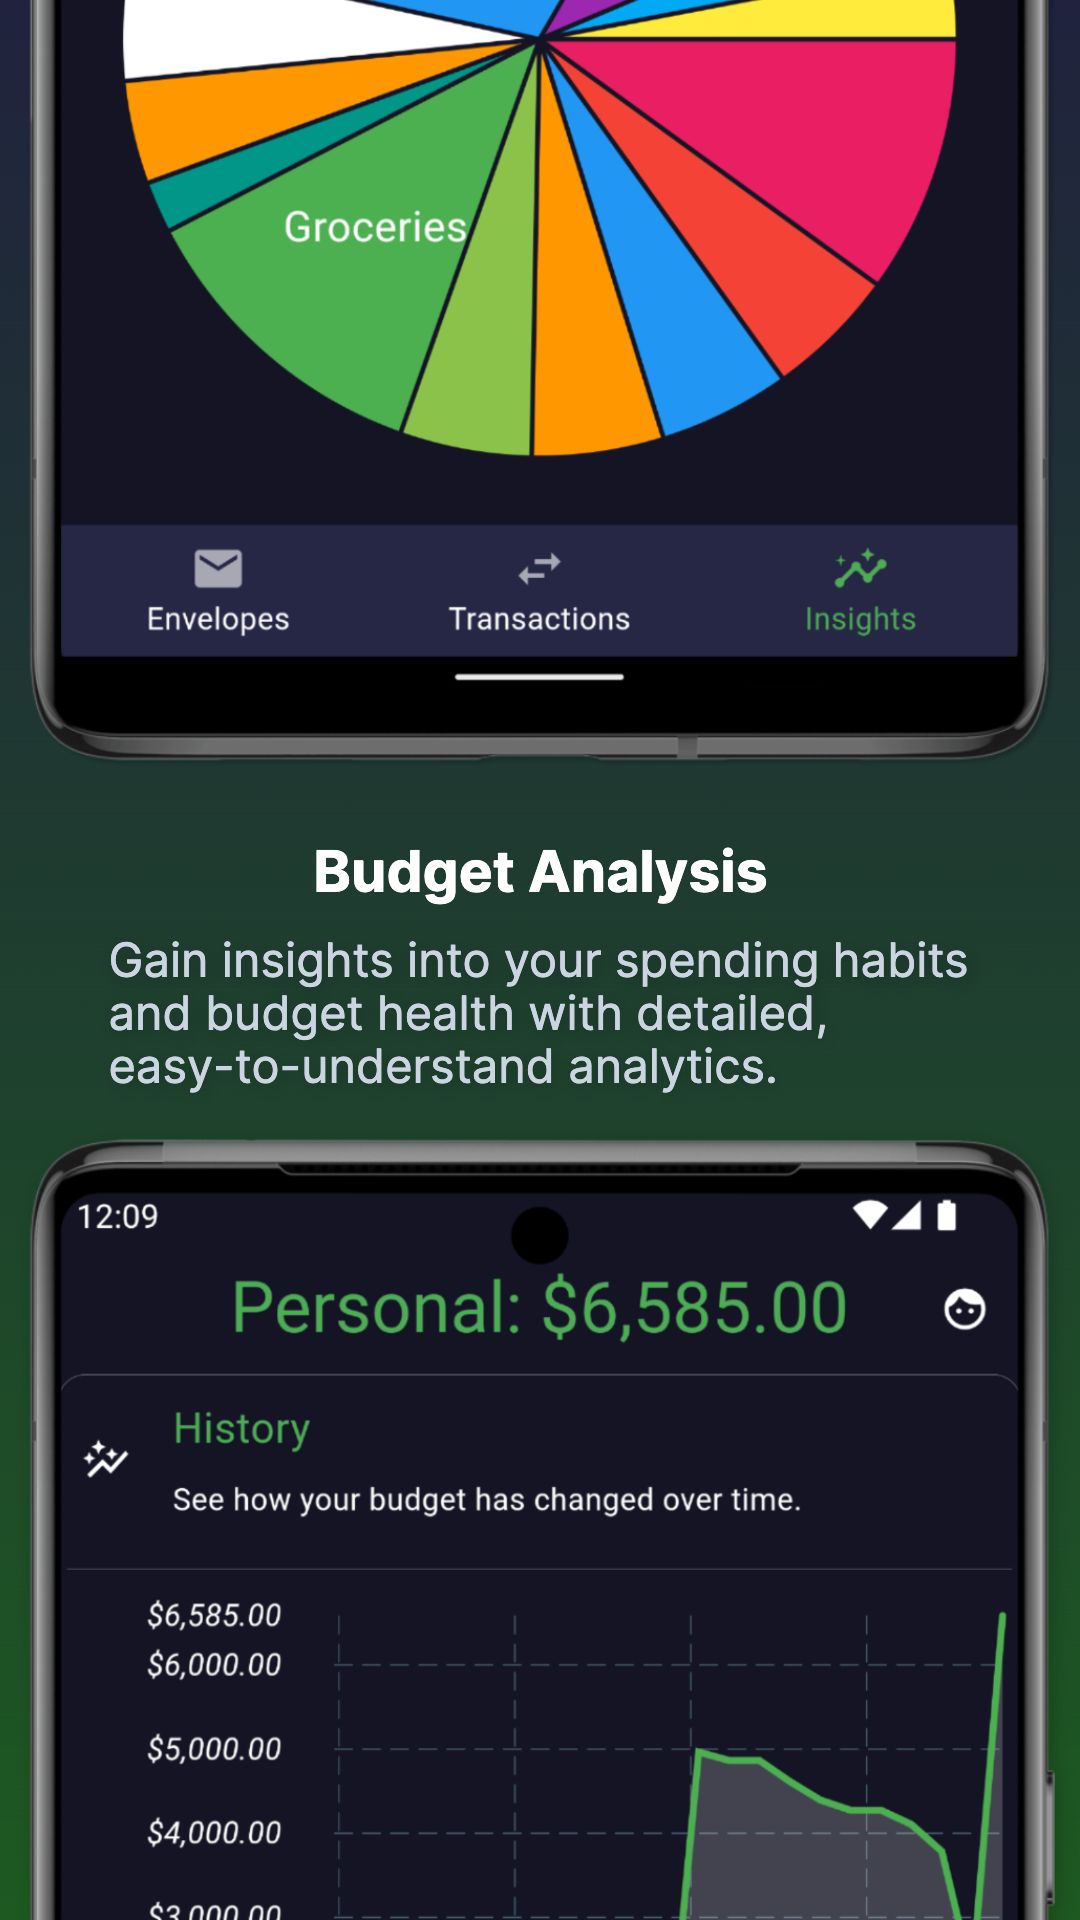 Groceries
Envelopes
Transactions
Insights
Budget Analysis
Gain insights into your spending habits
and budget health with detailed,
easy-to-understand analytics.
12:09
Personal: $6,585.00
History
See how your budget has changed over time.
$6,585.00
$6,000.00
$5,000.00
$4,000.00
$3,000.00